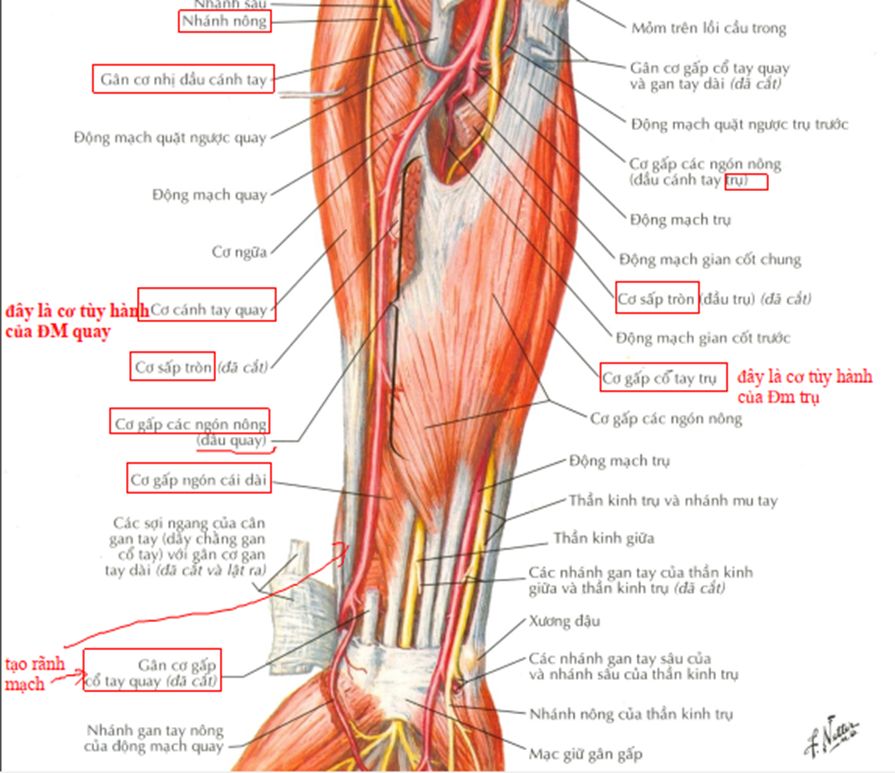 Nhánh sâu
Nhánh nông
Gân cơ nhị đầu cánh tay
Động mạch quặt ngược quay
Động mạch quay
Cơ ngữa
đây là cơ tùy hành
của ĐM quay
Cơ cánh tay quay
Cơ sấp tròn (đã cắt)
Cơ gấp các ngón nông
(đầu quay)
Cơ gấp ngón cái dài
Các sợi ngang của cân
gan tay (dây chằng gan
cổ tay) với gân cơ gan
tay dài (đã cắt và lật ra)
tạo rãnh
mạch
Gân cơ gấp
cổ tay quay (đã cắt)
Nhánh gan tay nông
của động mạch quay
Mỏm trên lồi cầu trong
Gân cơ gấp cổ tay quay
và gan tay dài (đã cắt)
Động mạch quặt ngược trụ trước
Cơ gấp các ngón nông
(đầu cánh tay trụ)
Động mạch trụ
Động mạch gian cốt chung
Cơ sấp tròn (đầu trụ) (đã cắt)
Động mạch gian cốt trước
Cơ gấp cổ tay trụ
đây là cơ tùy hành
của Đm trụ
Cơ gấp các ngón nông
Động mạch trụ
Thần kinh trụ và nhánh mu tay
Thần kinh giữa
Các nhánh gan tay của thần kinh
giữa và thần kinh trụ (đã cắt)
Xương đậu
Các nhánh gan tay sâu của
và nhánh sâu của thần kinh trụ
Nhánh nông của thần kinh trụ
Mạc giữ gân gấp
F. Netter